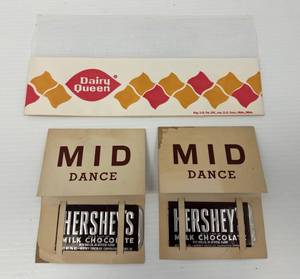 Dairy
Queen
MID
DANCE
HERSHEY'S
MILK CHOCOLATE
MID
DANCE
HERSHEY'S
MILK CHOCOLATE